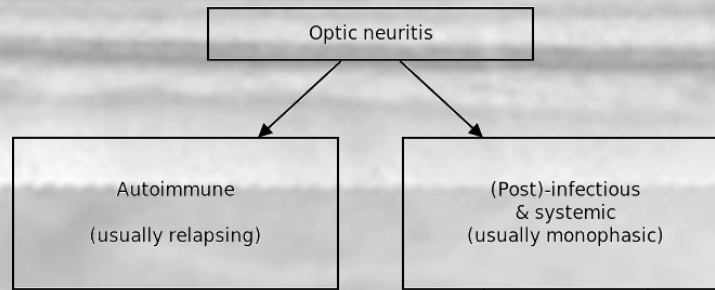 Optic neuritis
Autoimmune
(usually relapsing)
(Post)-infectious
& systemic
(usually monophasic)